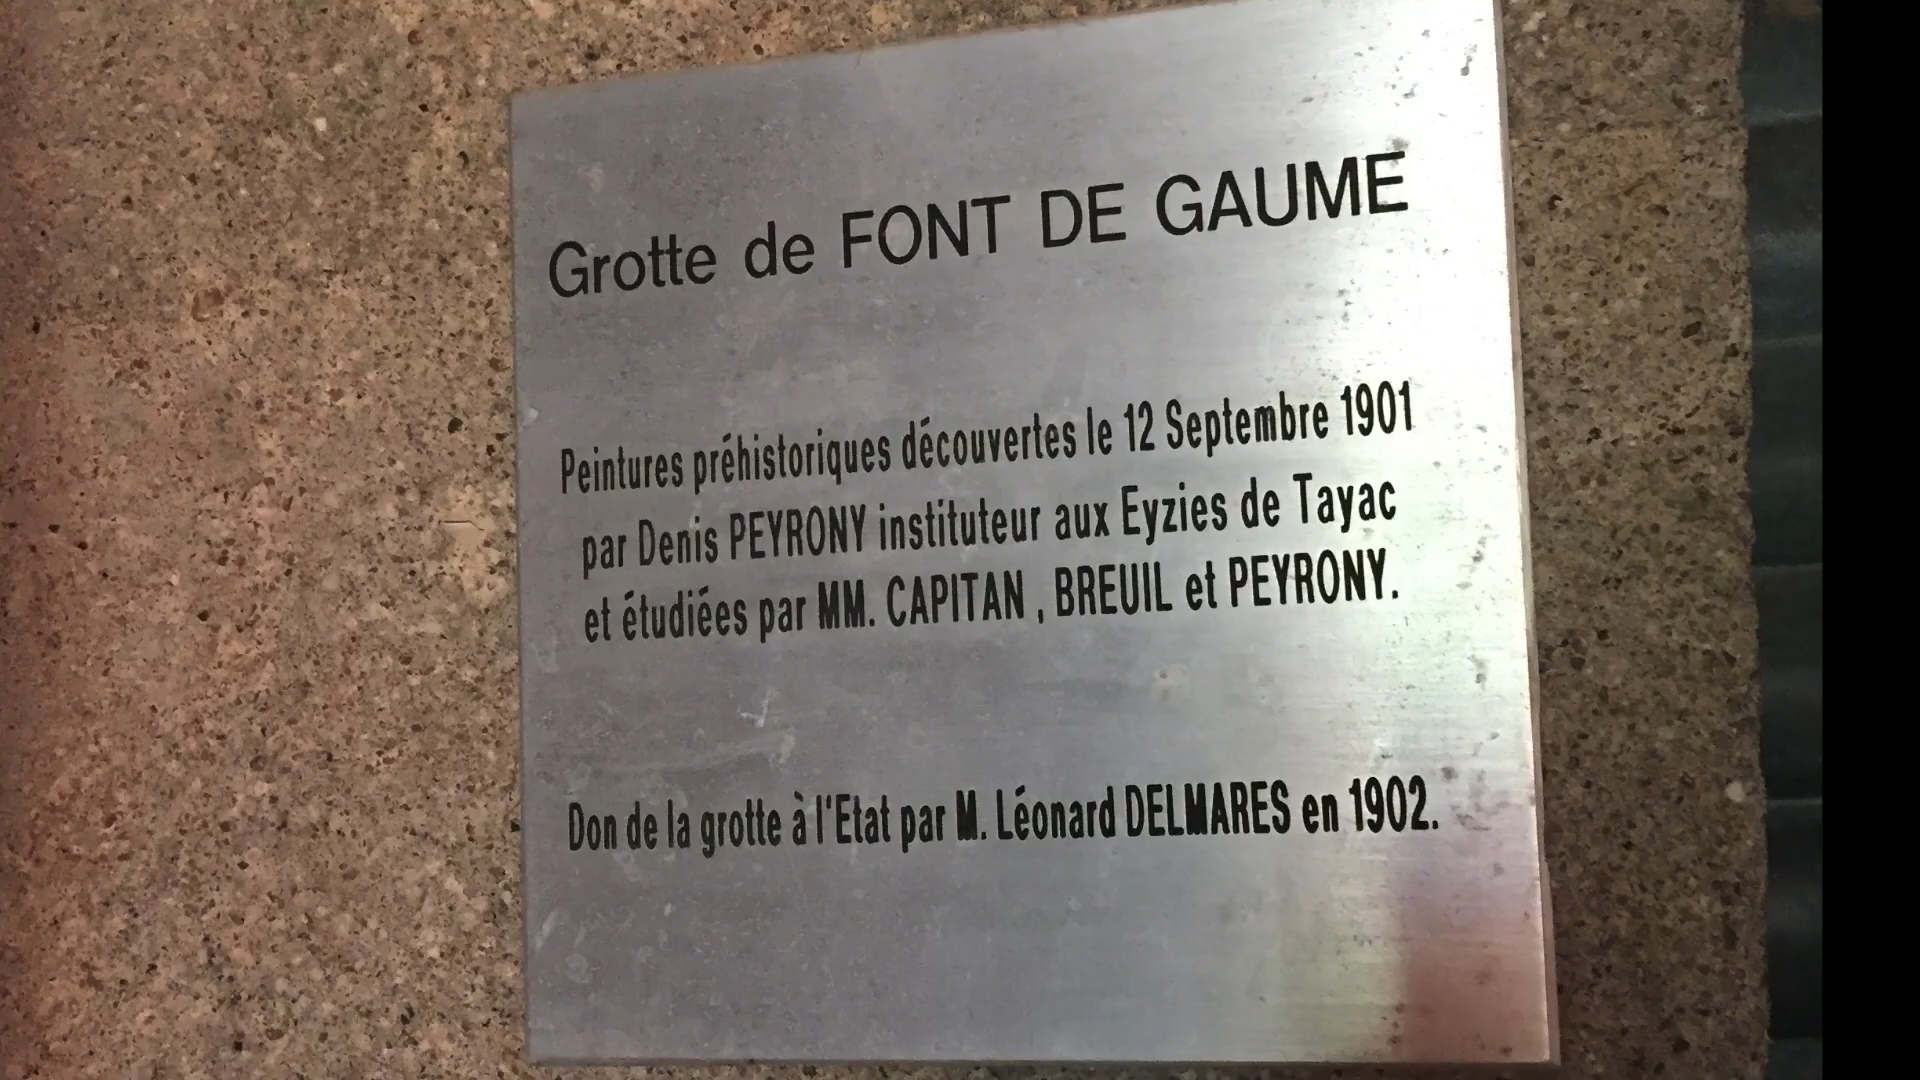 Grotte de FONT DE GAUME
Peintures préhistoriques découvertes le 12 Septembre 1901
par Denis PEYRONY instituteur aux Eyzies de Tayac
et étudiées par MM. CAPITAN , BREUIL et PEYRONY.
Don de la grotte à l'Etat par M. Léonard DELMARES en 1902.